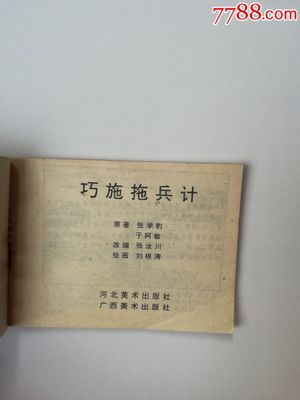 7788.com
巧施拖兵计
原著 张学豹
于阿敏
改编 张汝川
绘画 刘根涛
河北美术出版社
广西美术出版社